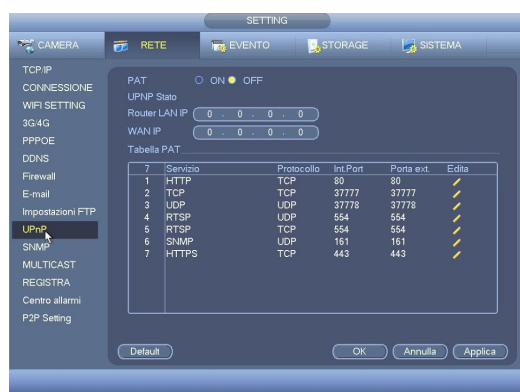 SETTING
CAMERA RETE EVENTO STORAGE SISTEMA
TCP/IP
CONNESSIONE
WIFI SETTING
3G/4G
PPPOE
DDNS
Firewall
E-mail
Impostazioni FTP
UPnP
SNMP
MULTICAST
REGISTRA
Centro allarmi
P2P Setting
PAT ON OFF
UPNP Stato
Router LAN IP 0 . 0 . 0 . 0
WAN IP 0 . 0 . 0 . 0
Tabella PAT
7 Servizio Protocollo Int.Port Porta ext. Edita
1 HTTP TCP 80 80
2 TCP TCP 37777 37777
3 UDP UDP 37778 37778
4 RTSP UDP 554 554
5 RTSP TCP 554 554
6 SNMP UDP 161 161
7 HTTPS TCP 443 443
Default OK Annulla Applica